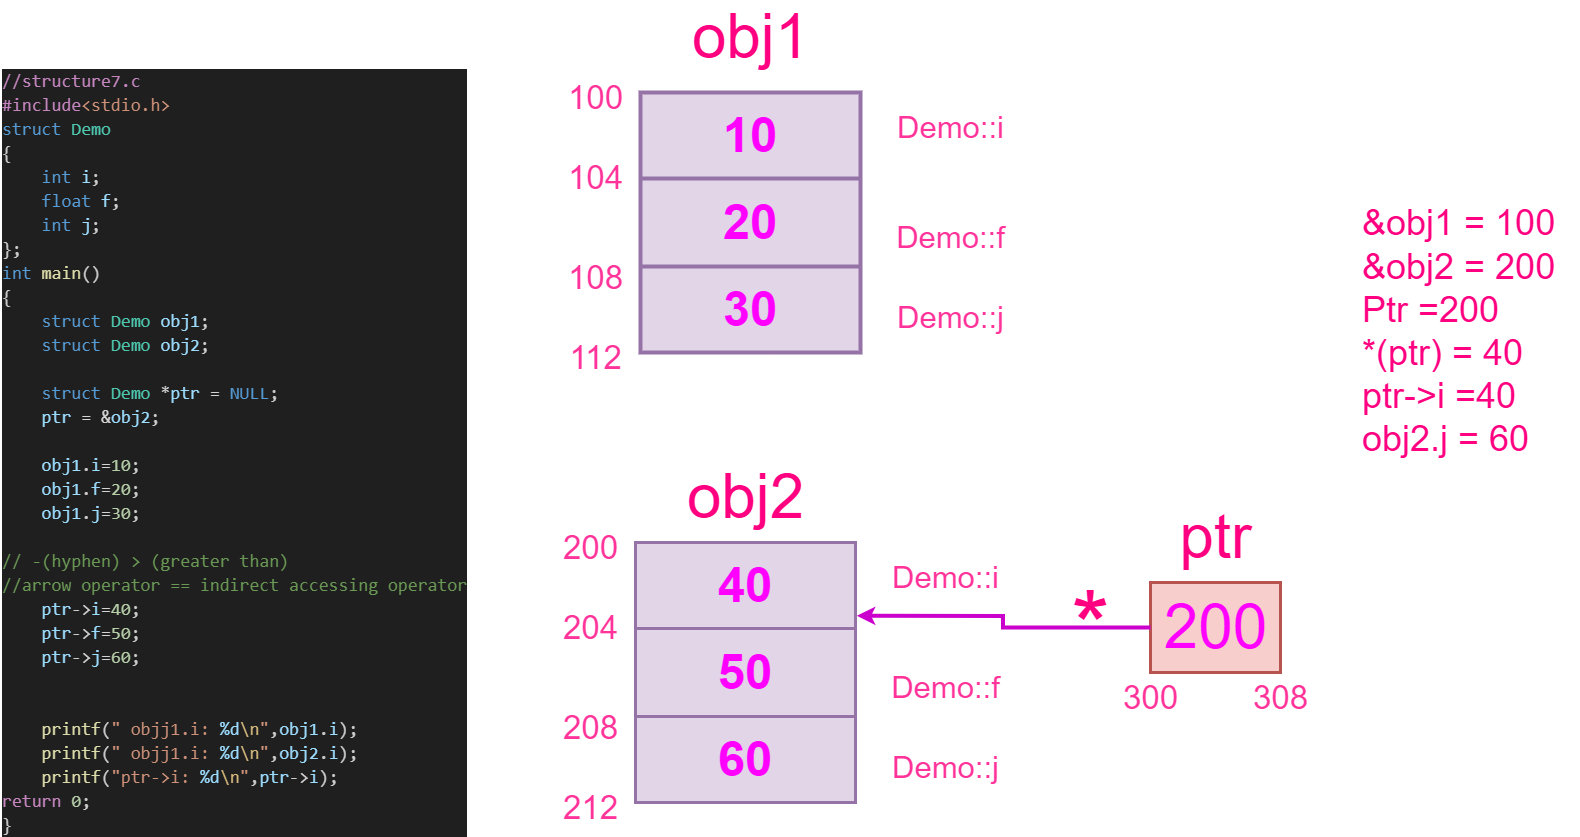 //structure7.c
#include<stdio.h>
struct Demo
{
    int i;
    float f;
    int j;
};
int main()
{
    struct Demo obj1;
    struct Demo obj2;

    struct Demo *ptr = NULL;
    ptr = &obj2;

    obj1.i=10;
    obj1.f=20;
    obj1.j=30;

// -(hyphen) > (greater than)
//arrow operator == indirect accessing operator
    ptr->i=40;
    ptr->f=50;
    ptr->j=60;

    printf(" objj1.i: %d\n",obj1.i);
    printf(" objj1.i: %d\n",obj2.i);
    printf("ptr->i: %d\n",ptr->i);
return 0;
}
obj1
100
10
Demo::i
104
20
Demo::f
108
30
Demo::j
112
&obj1 = 100
&obj2 = 200
Ptr =200
*(ptr) = 40
ptr->i =40
obj2.j = 60
obj2
200
40
Demo::i
204
50
Demo::f
208
60
Demo::j
212
ptr
*
200
300
308